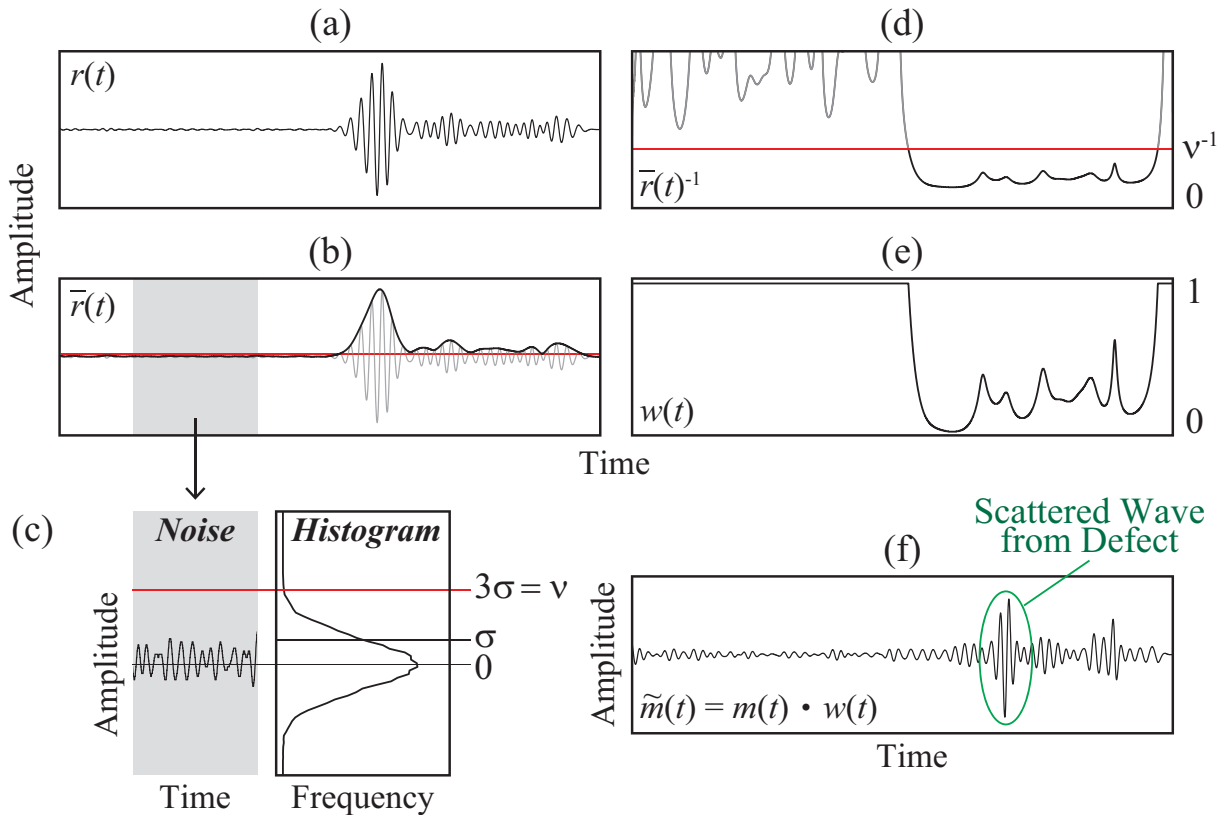 (a)
r(t)
(b)
r̅(t)
Amplitude
(d)
r̅(t)⁻¹
ν⁻¹
0
(e)
w(t)
1
0
Time
(c)
Noise
Histogram
3σ = ν
σ
0
Amplitude
Time
Frequency
Scattered Wave
from Defect
(f)
m̃(t) = m(t) · w(t)
Amplitude
Time